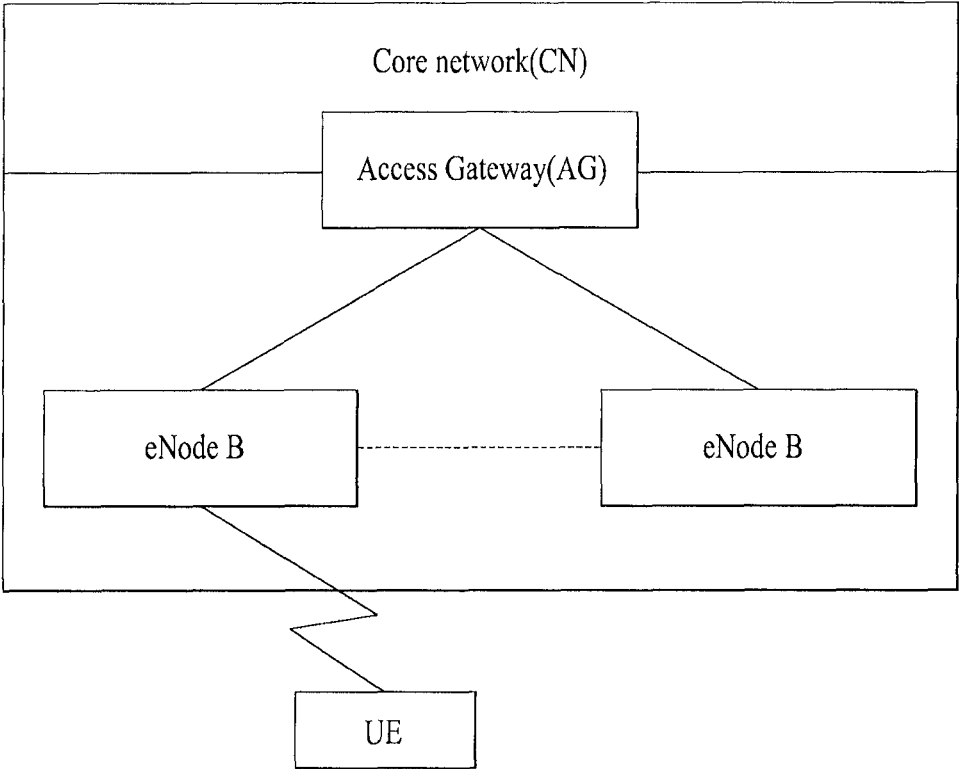 Core network(CN)
Access Gateway(AG)
eNode B
eNode B
UE